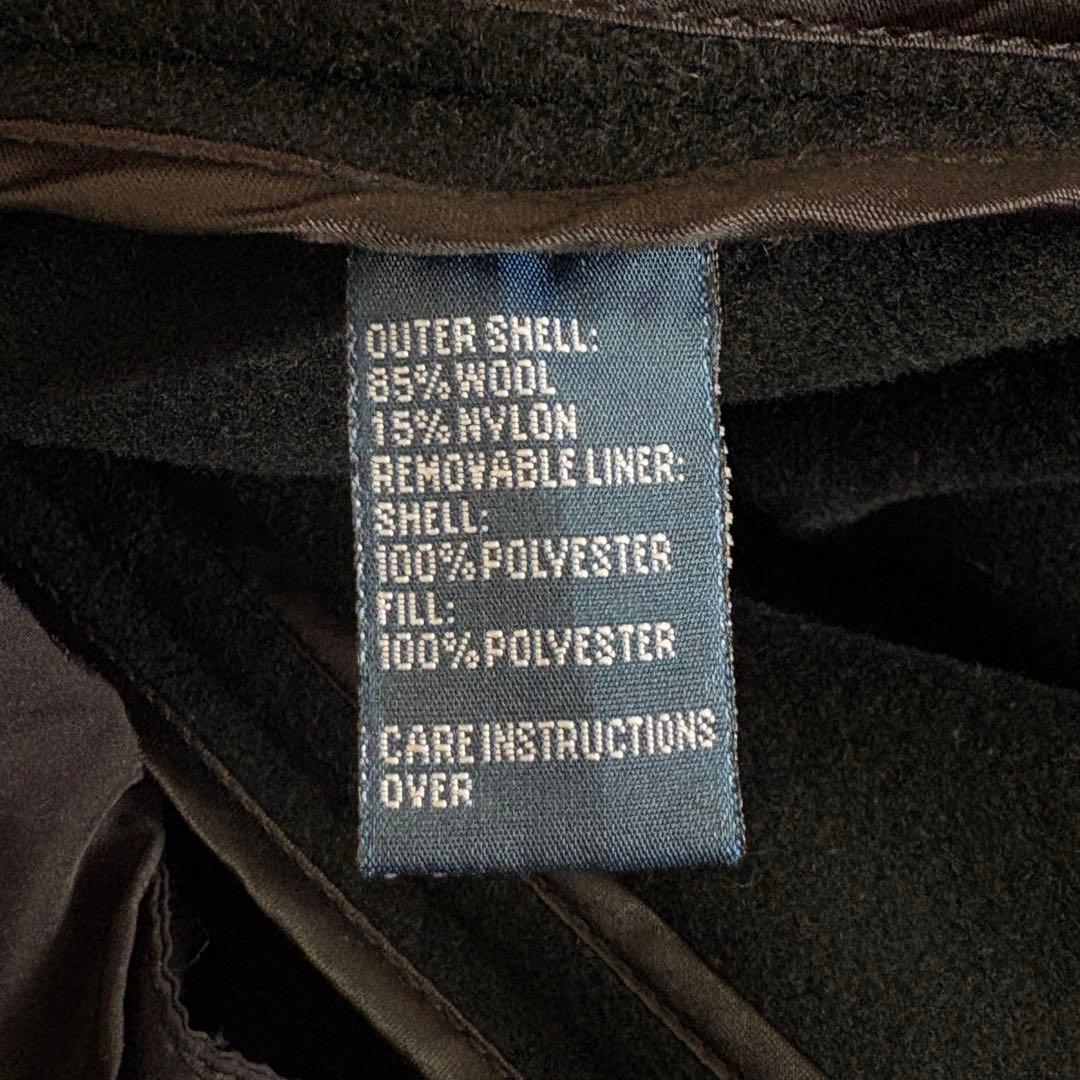 OUTER SHELL:
85% WOOL
15% NYLON
REMOVABLE LINER:
SHELL:
100% POLYESTER
FILL:
100% POLYESTER
CARE INSTRUCTIONS
OVER